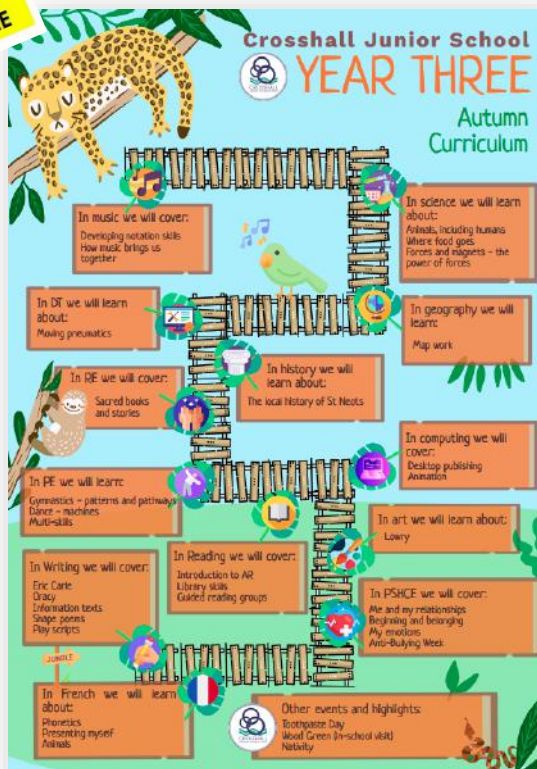 Crosshall Junior School
YEAR THREE
Autumn
Curriculum
In music we will cover:
Developing notation skills
How music brings us
together
In science we will learn
about:
Animals, including humans
Where food goes
Forces and magnets – the
power of forces
In DT we will learn
about:
Moving pneumatics
In geography we will
learn:
Map work
In history we will
learn about:
The local history of St Neots
In RE we will cover:
Sacred books
and stories
In computing we will
cover:
Desktop publishing
Animation
In PE we will learn:
Gymnastics – patterns and pathways
Dance – machines
Multi-skills
In art we will learn about:
Lowry
In Reading we will cover:
Introduction to AR
Library skills
Guided reading groups
In Writing we will cover:
Eric Carle
Oracy
Information texts
Shape poems
Play scripts
In PSHCE we will cover:
Me and my relationships
Beginning and belonging
My emotions
Anti-Bullying Week
JUNGLE
In French we will learn
about:
Phonetics
Presenting myself
Animals
Other events and highlights:
Toothpaste Day
Wood Green (in-school visit)
Nativity